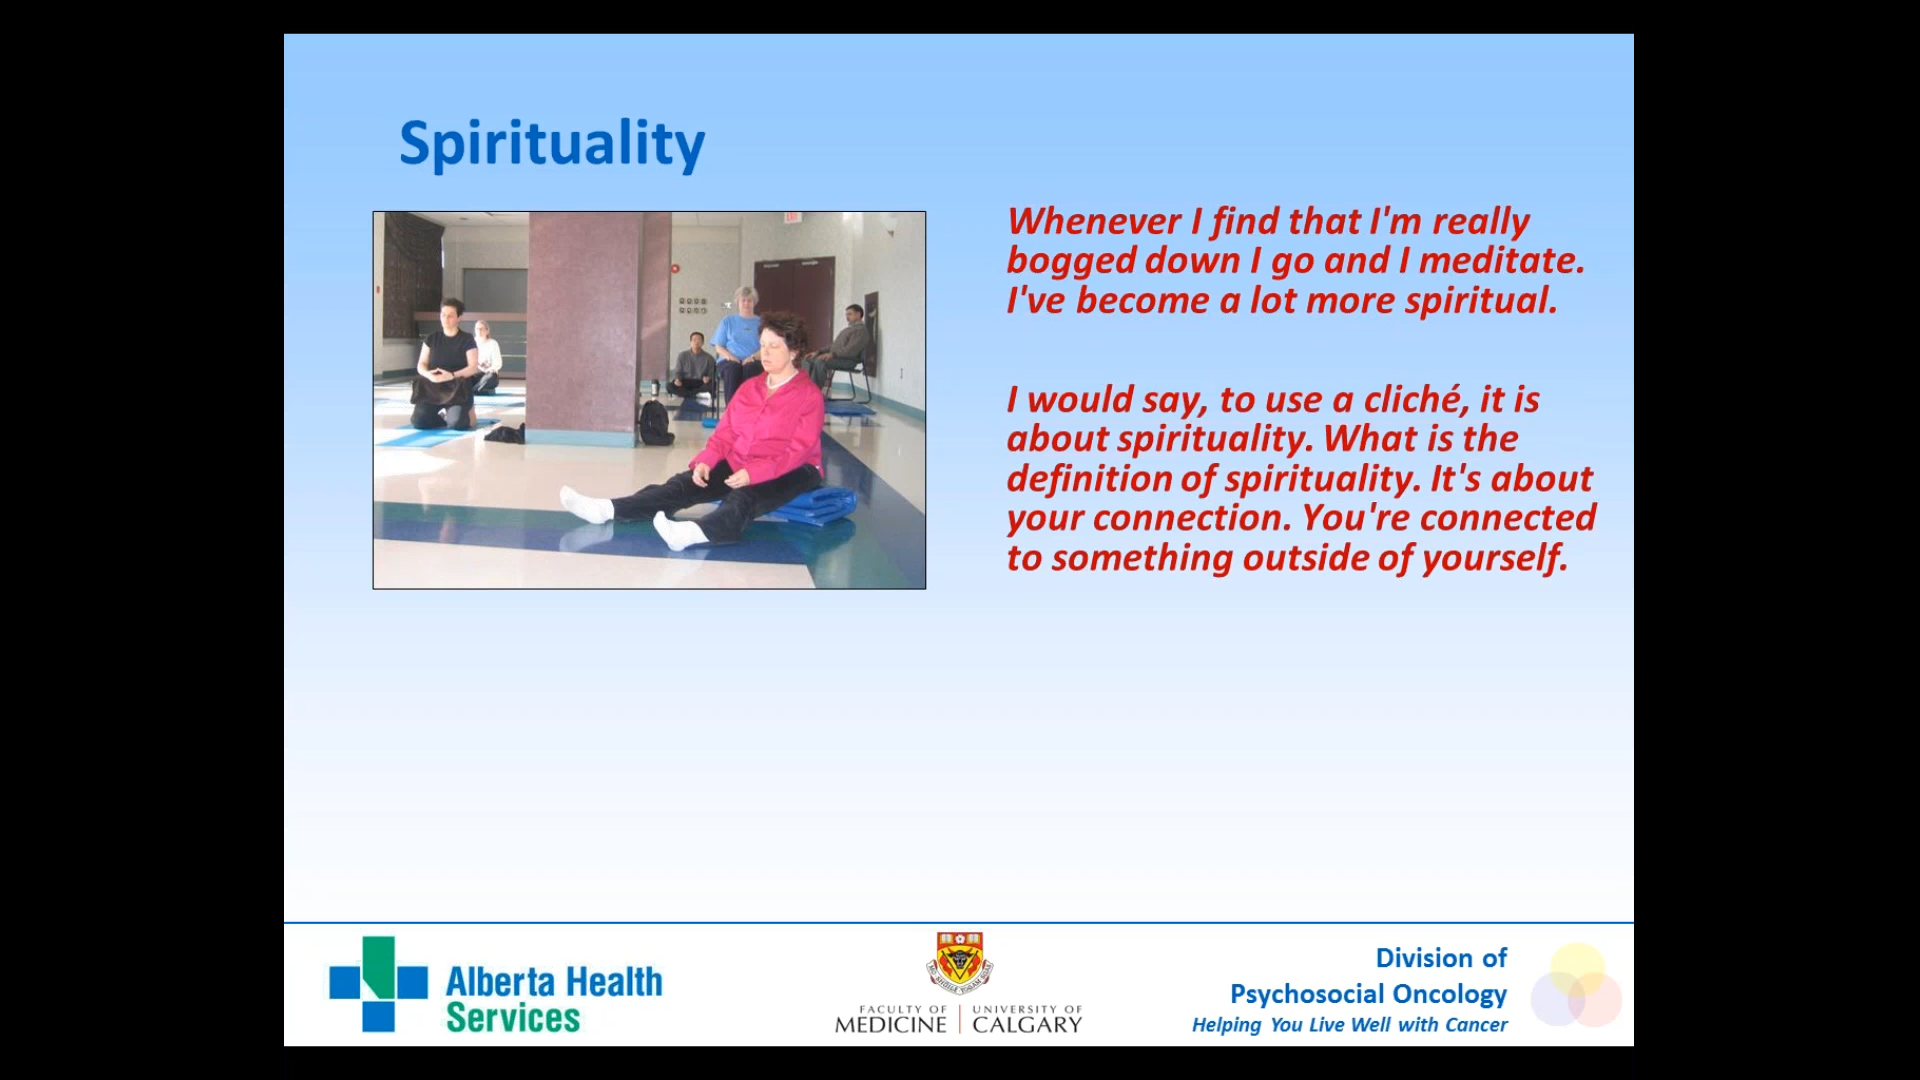 Spirituality
Whenever I find that I'm really
bogged down I go and I meditate.
I've become a lot more spiritual.
I would say, to use a cliché, it is
about spirituality. What is the
definition of spirituality. It's about
your connection. You're connected
to something outside of yourself.
Alberta Health
Services
FACULTY OF
MEDICINE
UNIVERSITY OF
CALGARY
Division of
Psychosocial Oncology
Helping You Live Well with Cancer